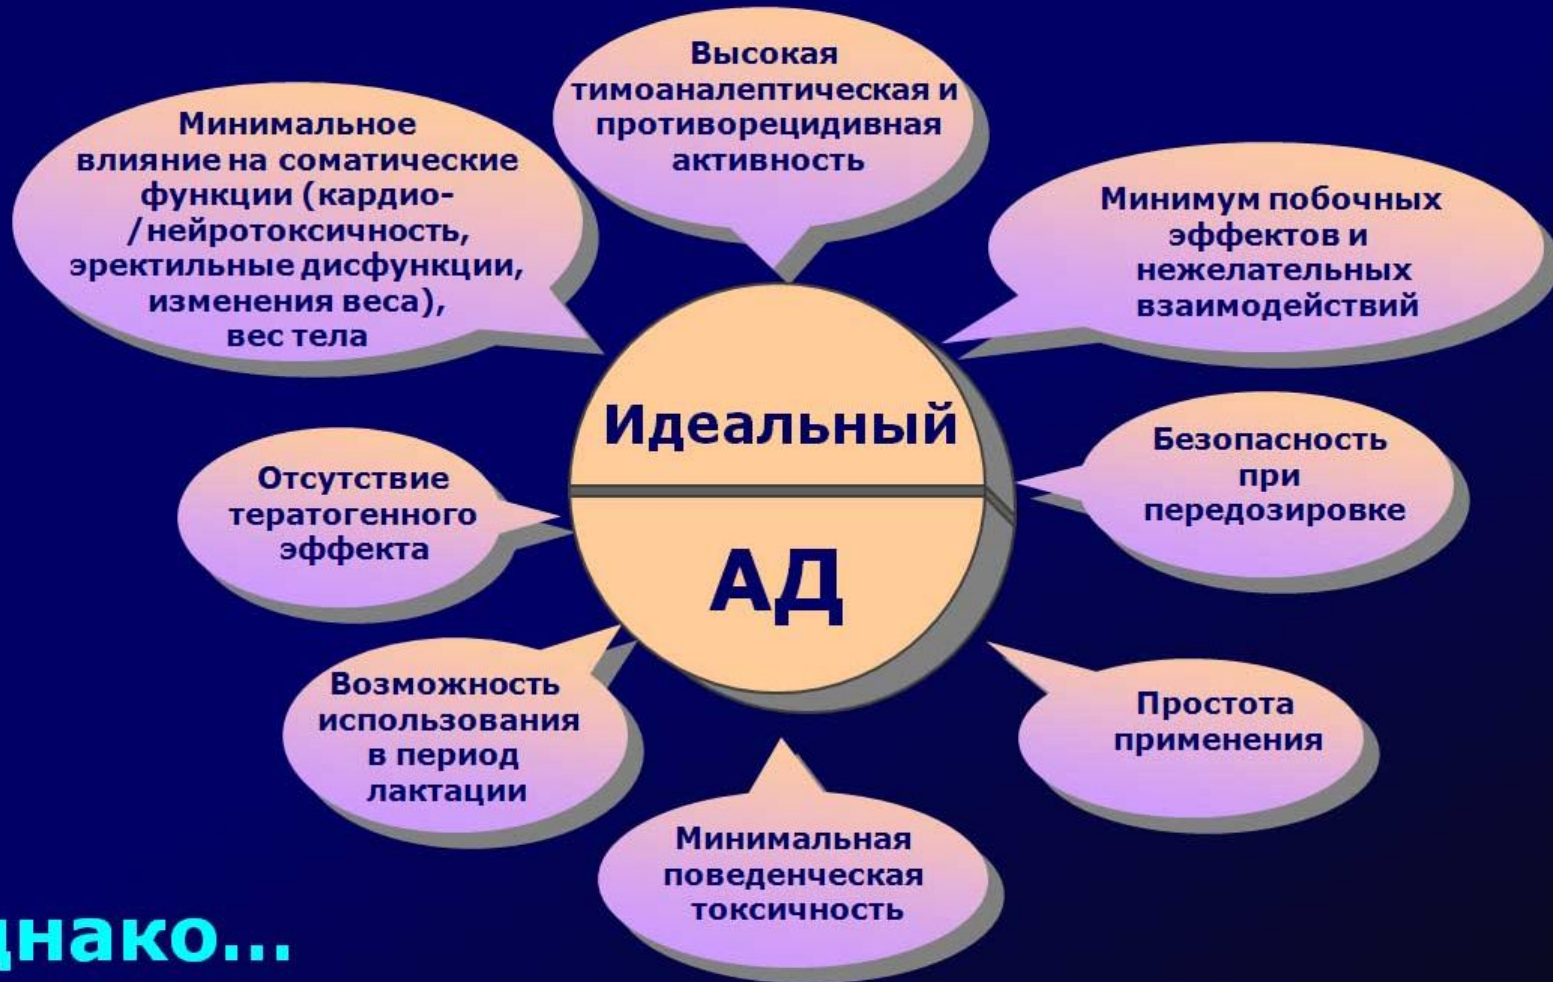 Высокая
тимоаналептическая и
противорецидивная
активность
Минимальное
влияние на соматические
функции (кардио-
/нейротоксичность,
эректильные дисфункции,
изменения веса),
вес тела
Минимум побочных
эффектов и
нежелательных
взаимодействий
Идеальный
АД
Отсутствие
тератогенного
эффекта
Безопасность
при
передозировке
Возможность
использования
в период
лактации
Простота
применения
Минимальная
поведенческая
токсичность
днако...